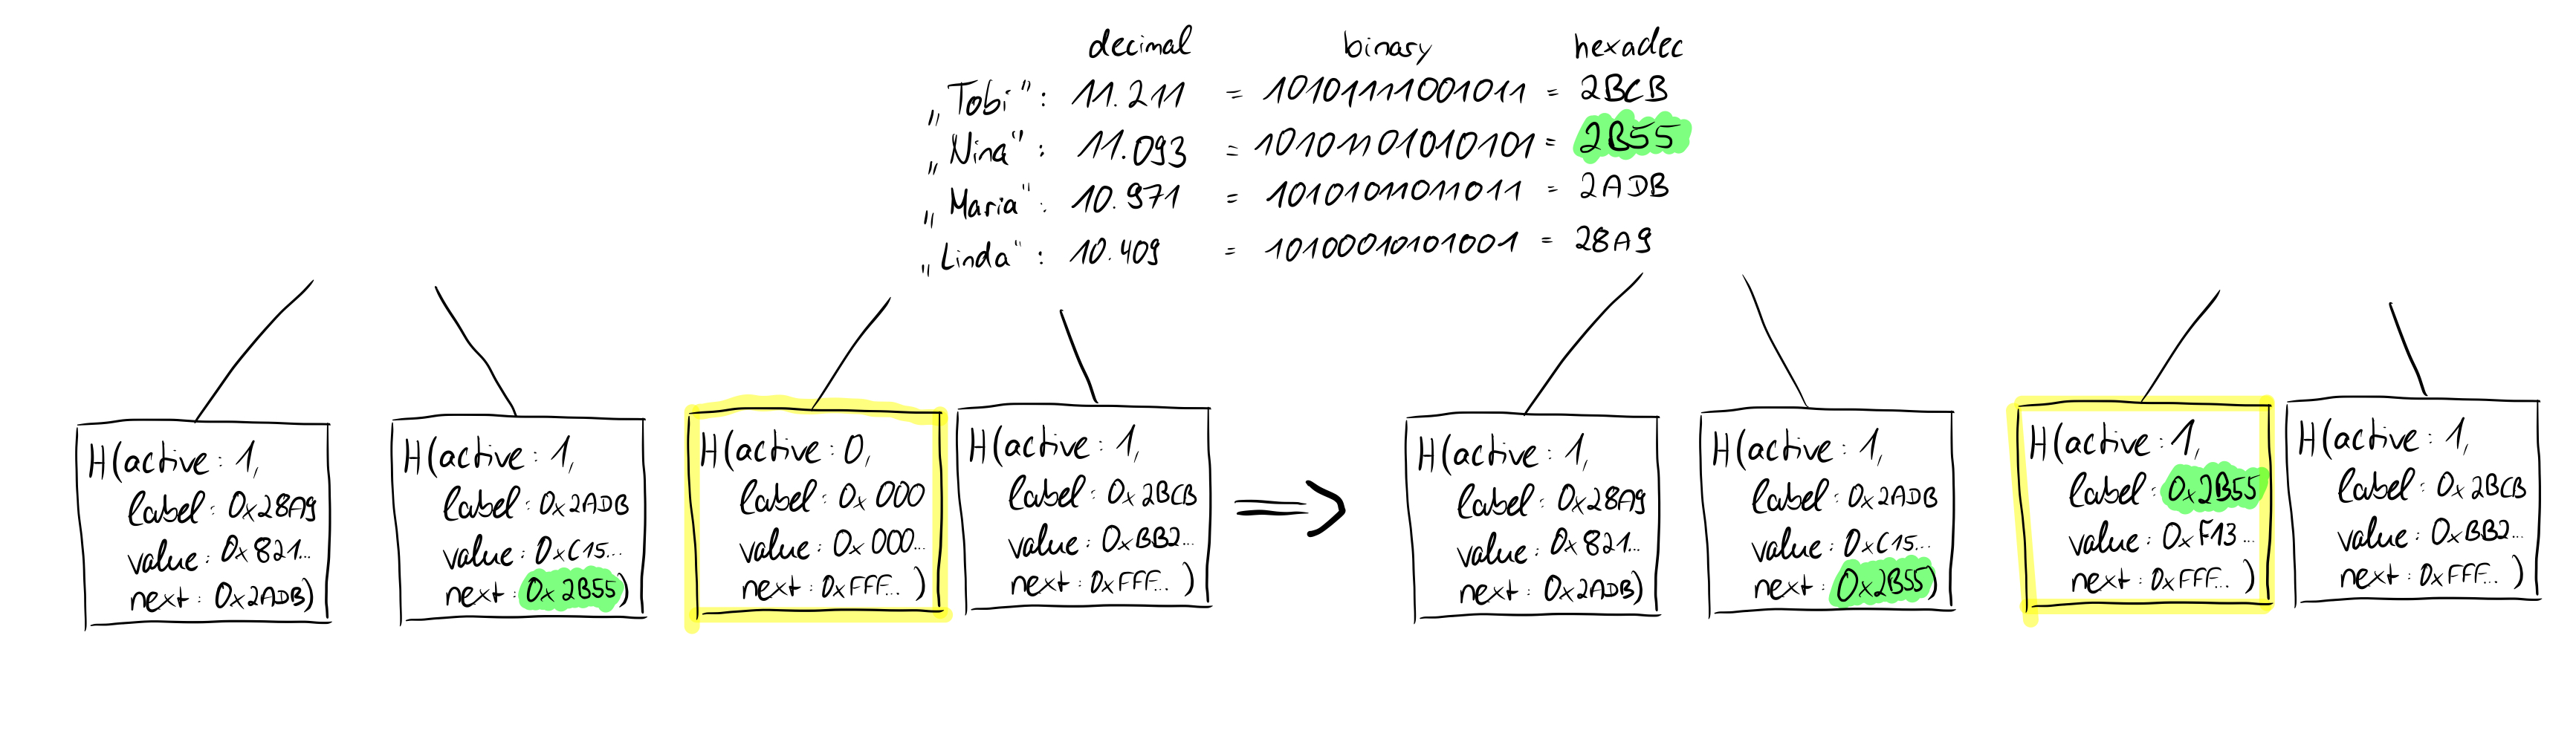 decimal binary hexadec
„Tobi": 11.211 = 10101111001011 = 2BCB
„Nina": 11.093 = 10101101010101 = 2B55
„Maria": 10.971 = 10101011011011 = 2ADB
„Linda": 10.409 = 10100010101001 = 28A9
H(active: 1,
label: 0x28A9
value: 0x821...
next: 0x2ADB)
H(active: 1,
label: 0x2ADB
value: 0xC15...
next: 0x2B55)
H(active: 0,
label: 0x000
value: 0x000...
next: 0xFFF...)
H(active: 1,
label: 0x2BCB
value: 0xBB2...
next: 0xFFF...)
=>
H(active: 1,
label: 0x28A9
value: 0x821...
next: 0x2ADB)
H(active: 1,
label: 0x2ADB
value: 0xC15...
next: 0x2B55)
H(active: 1,
label: 0x2B55
value: 0xF13...
next: 0xFFF...)
H(active: 1,
label: 0x2BCB
value: 0xBB2...
next: 0xFFF...)